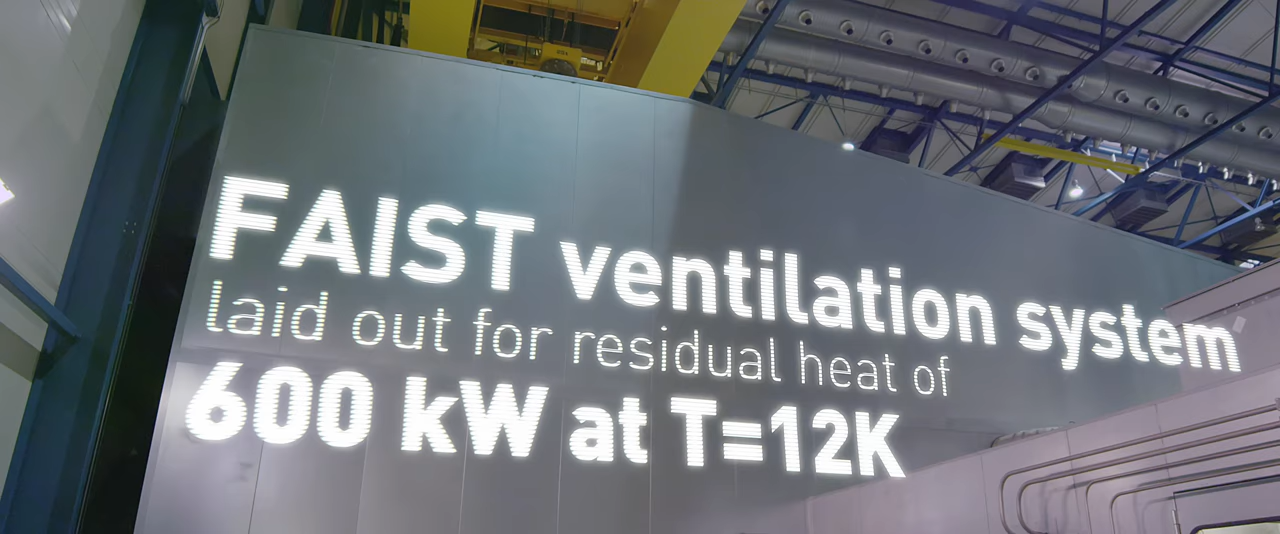 FAIST ventilation system
laid out for residual heat of
600 kW at T=12K